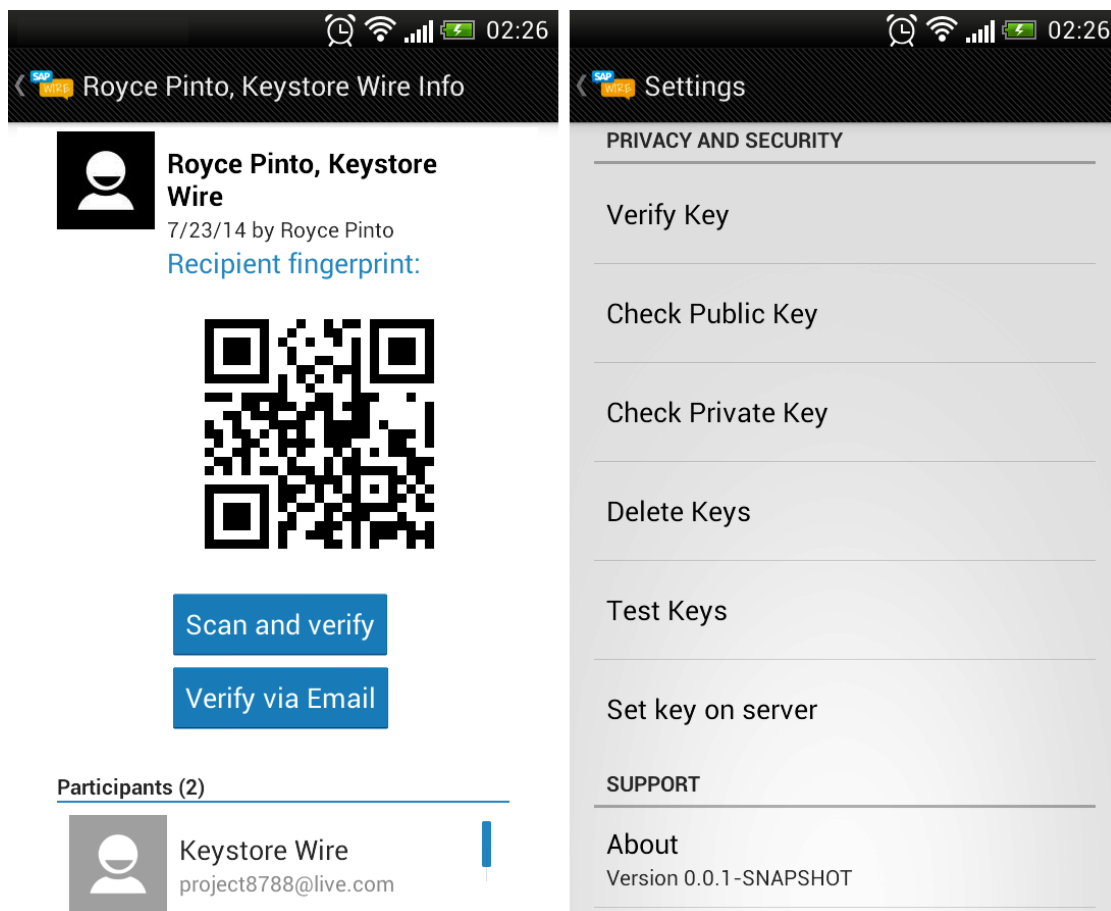 02:26
SAP
WIRE
Royce Pinto, Keystore Wire Info
Royce Pinto, Keystore
Wire
7/23/14 by Royce Pinto
Recipient fingerprint:
Scan and verify
Verify via Email
Participants (2)
Keystore Wire
project8788@live.com
02:26
SAP
WIRE
Settings
PRIVACY AND SECURITY
Verify Key
Check Public Key
Check Private Key
Delete Keys
Test Keys
Set key on server
SUPPORT
About
Version 0.0.1-SNAPSHOT